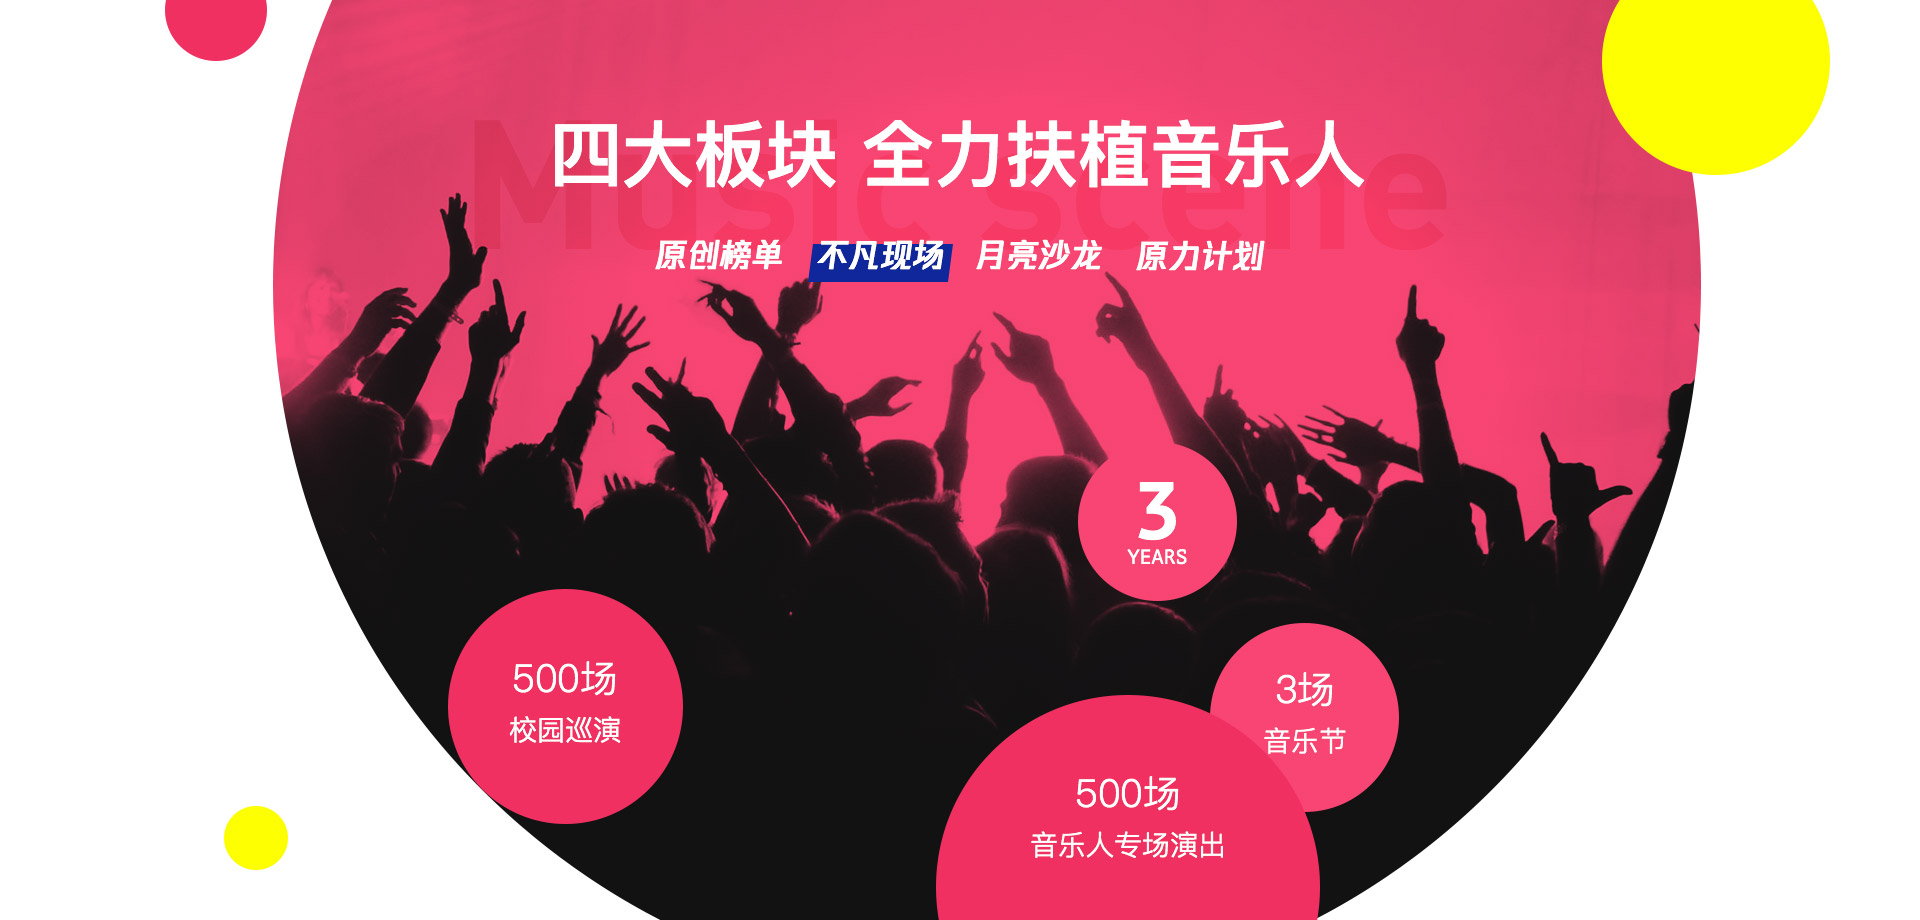 Music scene
四大板块 全力扶植音乐人
原创榜单 不凡现场 月亮沙龙 原力计划
3
YEARS
500场
校园巡演
3场
音乐节
500场
音乐人专场演出